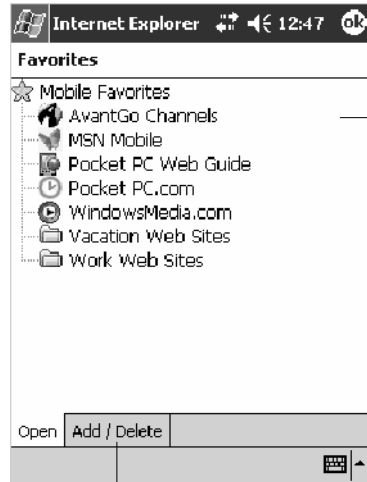 Internet Explorer 12:47 ok
Favorites
Mobile Favorites
AvantGo Channels
MSN Mobile
Pocket PC Web Guide
Pocket PC.com
WindowsMedia.com
Vacation Web Sites
Work Web Sites
Open Add / Delete